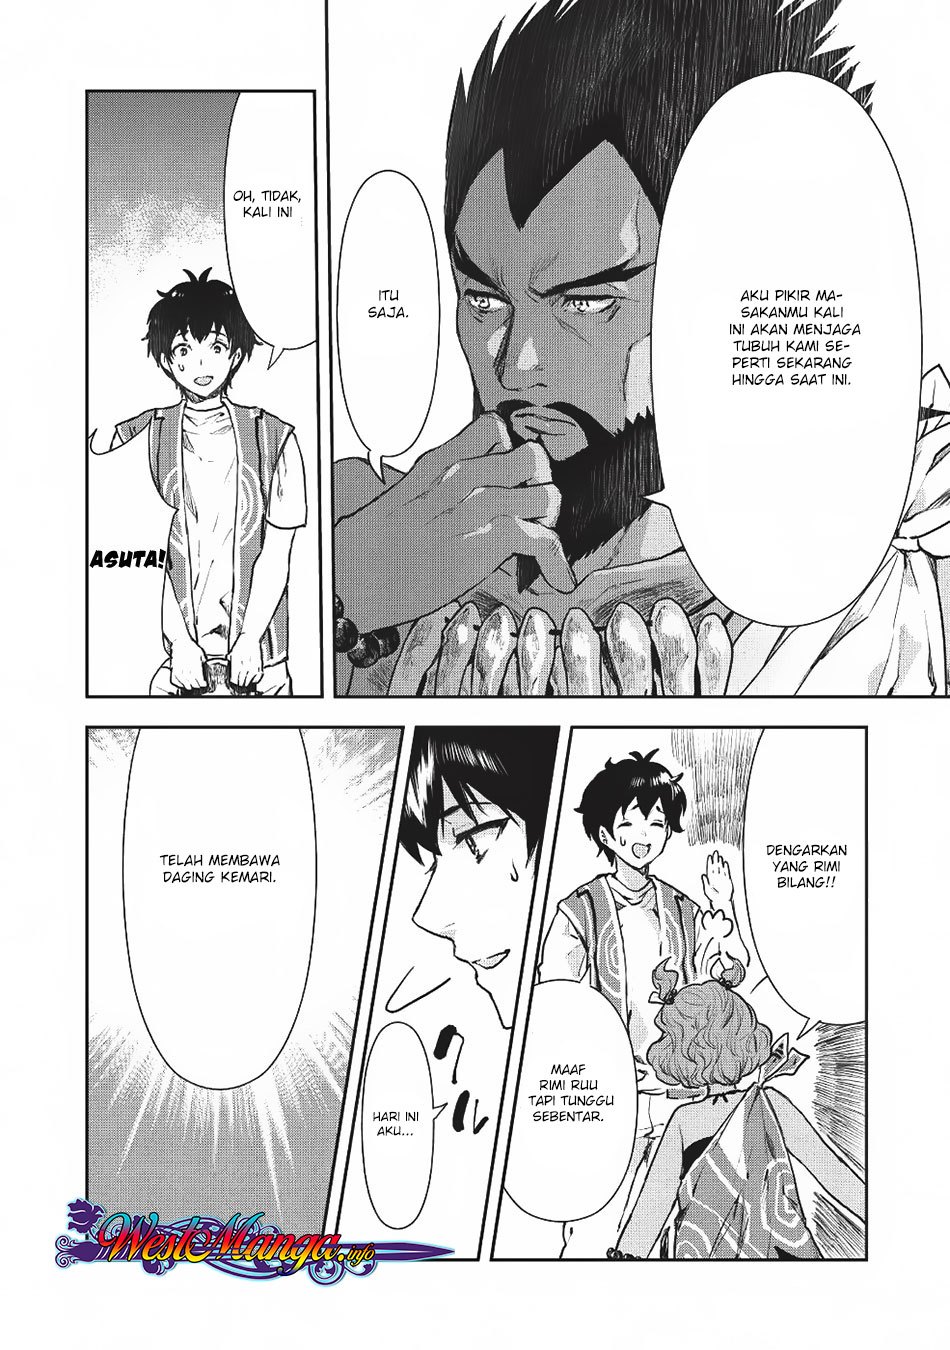 AKU PIKIR MA-
SAKANMU KALI
INI AKAN MENJAGA
TUBUH KAMI SE-
PERTI SEKARANG
HINGGA SAAT INI.
ITU
SAJA.
OH, TIDAK,
KALI INI
ASUTA!
DENGARKAN
YANG RIMI
BILANG!!
MAAF
RIMI RUU
TAPI TUNGGU
SEBENTAR.
HARI INI
AKU...
TELAH MEMBAWA
DAGING KEMARI.
WestManga.info